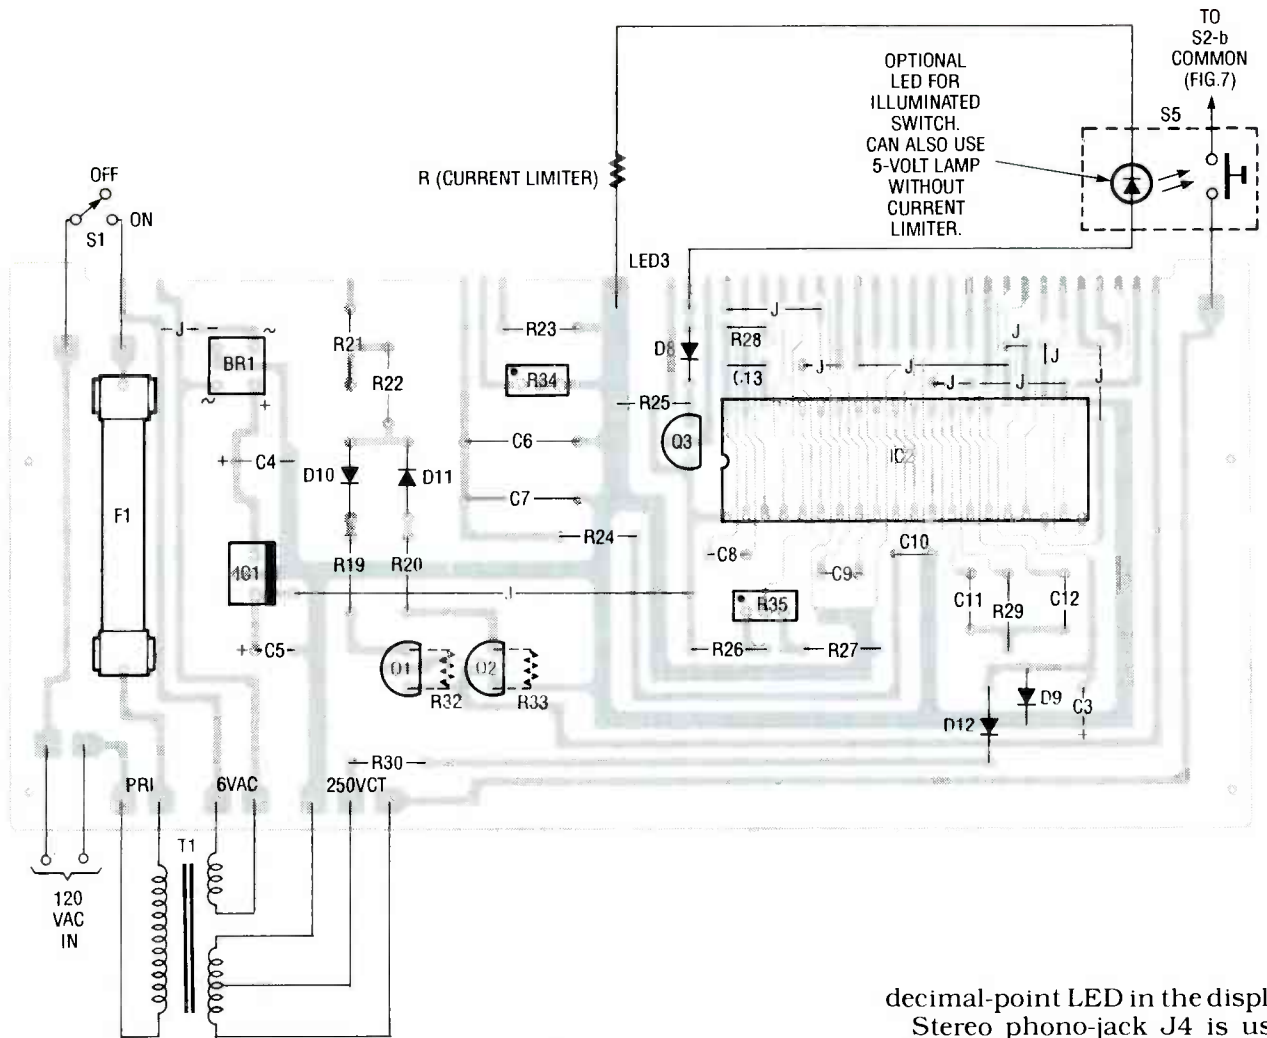 TO
S2-b
COMMON
(FIG.7)
OPTIONAL
LED FOR
ILLUMINATED
SWITCH.
CAN ALSO USE
5-VOLT LAMP
WITHOUT
CURRENT
LIMITER.
S5
R (CURRENT LIMITER)
OFF
ON
S1
LED3
J
BR1
~
~
+
R21
R22
R23
R34
D8
J
R28
C13
J
J
J
J
J
J
J
R25
Q3
IC2
+ C4
C6
D10
D11
C7
F1
R24
IC1
R19
R20
C8
C10
C9
J
R35
C11
R29
C12
+ C5
Q1
Q2
R32
R33
R26
R27
D9
D12
C3
+
R30
PRI
6VAC
250VCT
T1
120
VAC
IN
decimal-point LED in the displ
Stereo phono-jack J4 is us